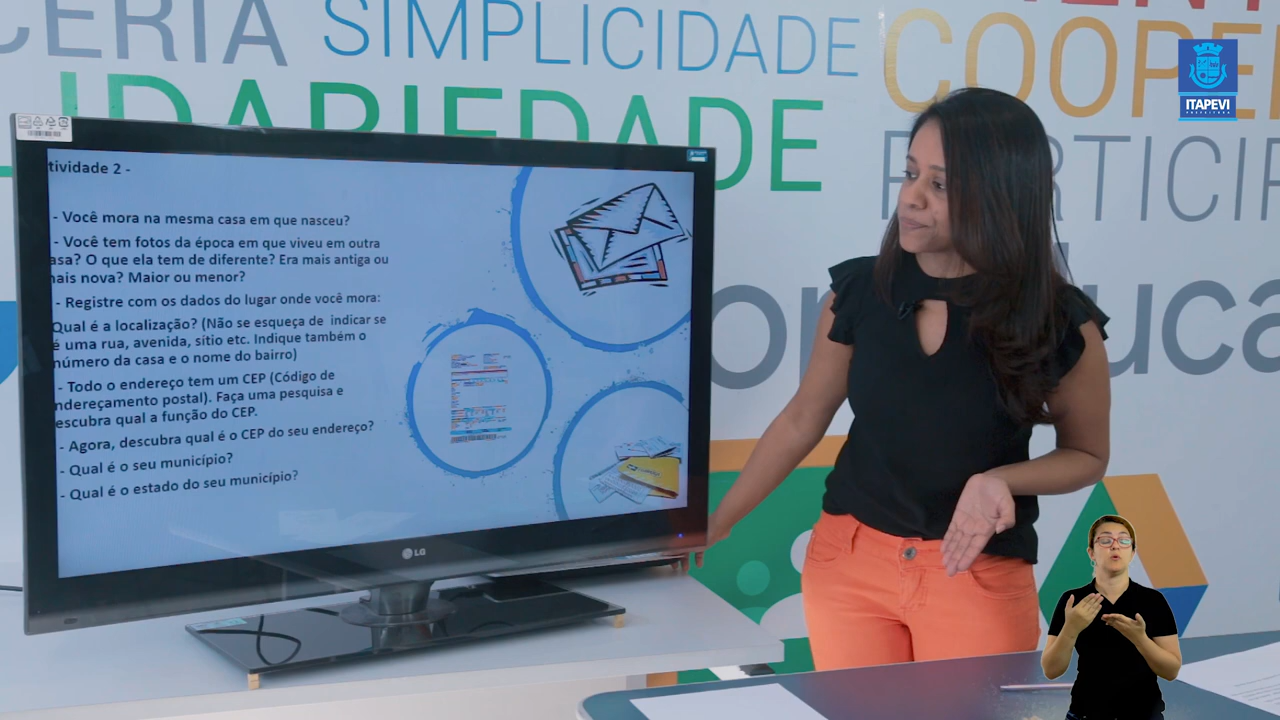 CERIA
SIMPLICIDADE
COOPE
IDARIEDADE
PARTICIP
uca
ITAPEVI
PREFEITURA
tividade 2 -
- Você mora na mesma casa em que nasceu?
- Você tem fotos da época em que viveu em outra
asa? O que ela tem de diferente? Era mais antiga ou
ais nova? Maior ou menor?
- Registre com os dados do lugar onde você mora:
Qual é a localização? (Não se esqueça de indicar se
é uma rua, avenida, sítio etc. Indique também o
número da casa e o nome do bairro)
- Todo o endereço tem um CEP (Código de
ndereçamento postal). Faça uma pesquisa e
escubra qual a função do CEP.
- Agora, descubra qual é o CEP do seu endereço?
- Qual é o seu município?
- Qual é o estado do seu município?
LG